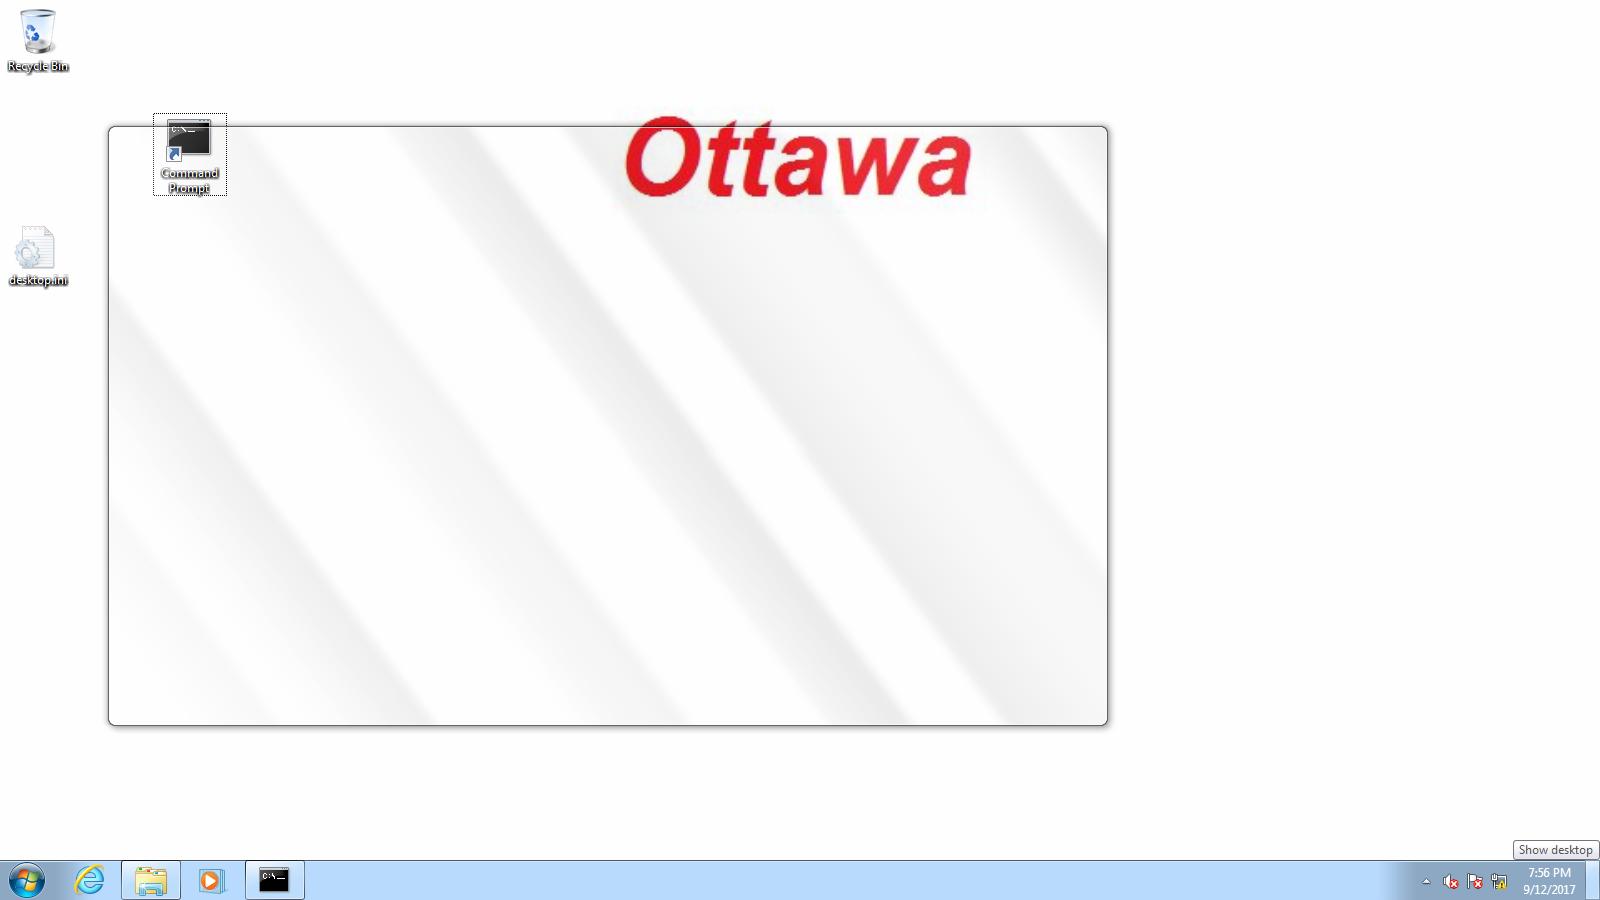 Recycle Bin
Command
Prompt
Ottawa
desktop.ini
Show desktop
7:56 PM
9/12/2017
C:\_
C:\_